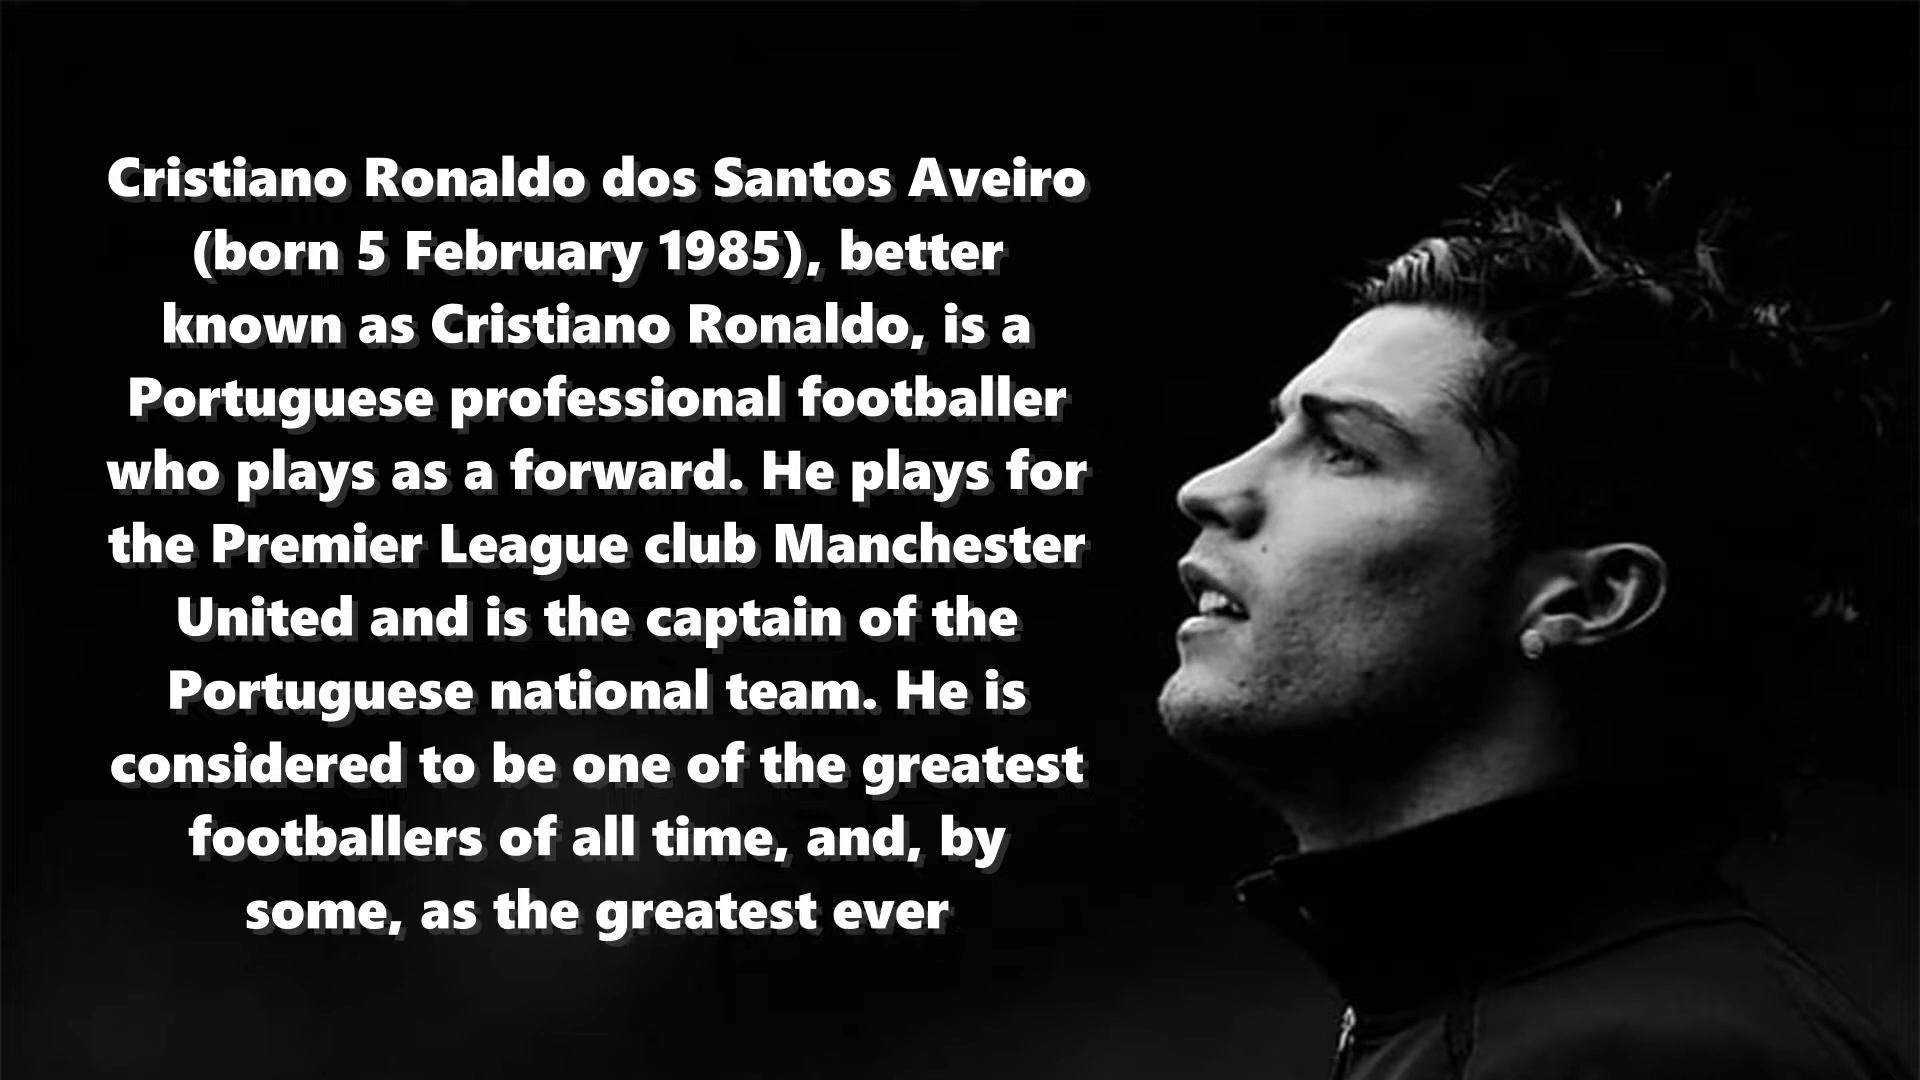 Cristiano Ronaldo dos Santos Aveiro
(born 5 February 1985), better
known as Cristiano Ronaldo, is a
Portuguese professional footballer
who plays as a forward. He plays for
the Premier League club Manchester
United and is the captain of the
Portuguese national team. He is
considered to be one of the greatest
footballers of all time, and, by
some, as the greatest ever